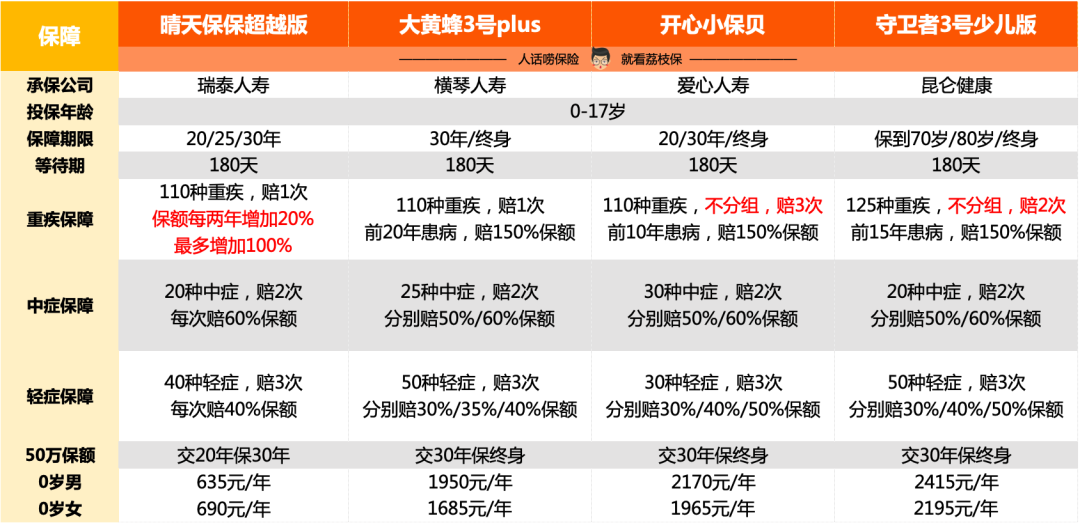 保障 晴天保保超越版 大黄蜂3号plus 开心小保贝 守卫者3号少儿版
人话唠保险 就看荔枝保
承保公司 瑞泰人寿 横琴人寿 爱心人寿 昆仑健康
投保年龄 0-17岁
保障期限 20/25/30年 30年/终身 20/30年/终身 保到70岁/80岁/终身
等待期 180天 180天 180天 180天
重疾保障
110种重疾，赔1次
保额每两年增加20%
最多增加100%
110种重疾，赔1次
前20年患病，赔150%保额
110种重疾，不分组，赔3次
前10年患病，赔150%保额
125种重疾，不分组，赔2次
前15年患病，赔150%保额
中症保障
20种中症，赔2次
每次赔60%保额
25种中症，赔2次
分别赔50%/60%保额
30种中症，赔2次
分别赔50%/60%保额
20种中症，赔2次
分别赔50%/60%保额
轻症保障
40种轻症，赔3次
每次赔40%保额
50种轻症，赔3次
分别赔30%/35%/40%保额
30种轻症，赔3次
分别赔30%/40%/50%保额
50种轻症，赔3次
分别赔30%/40%/50%保额
50万保额 交20年保30年 交30年保终身 交30年保终身 交30年保终身
0岁男 635元/年 1950元/年 2170元/年 2415元/年
0岁女 690元/年 1685元/年 1965元/年 2195元/年